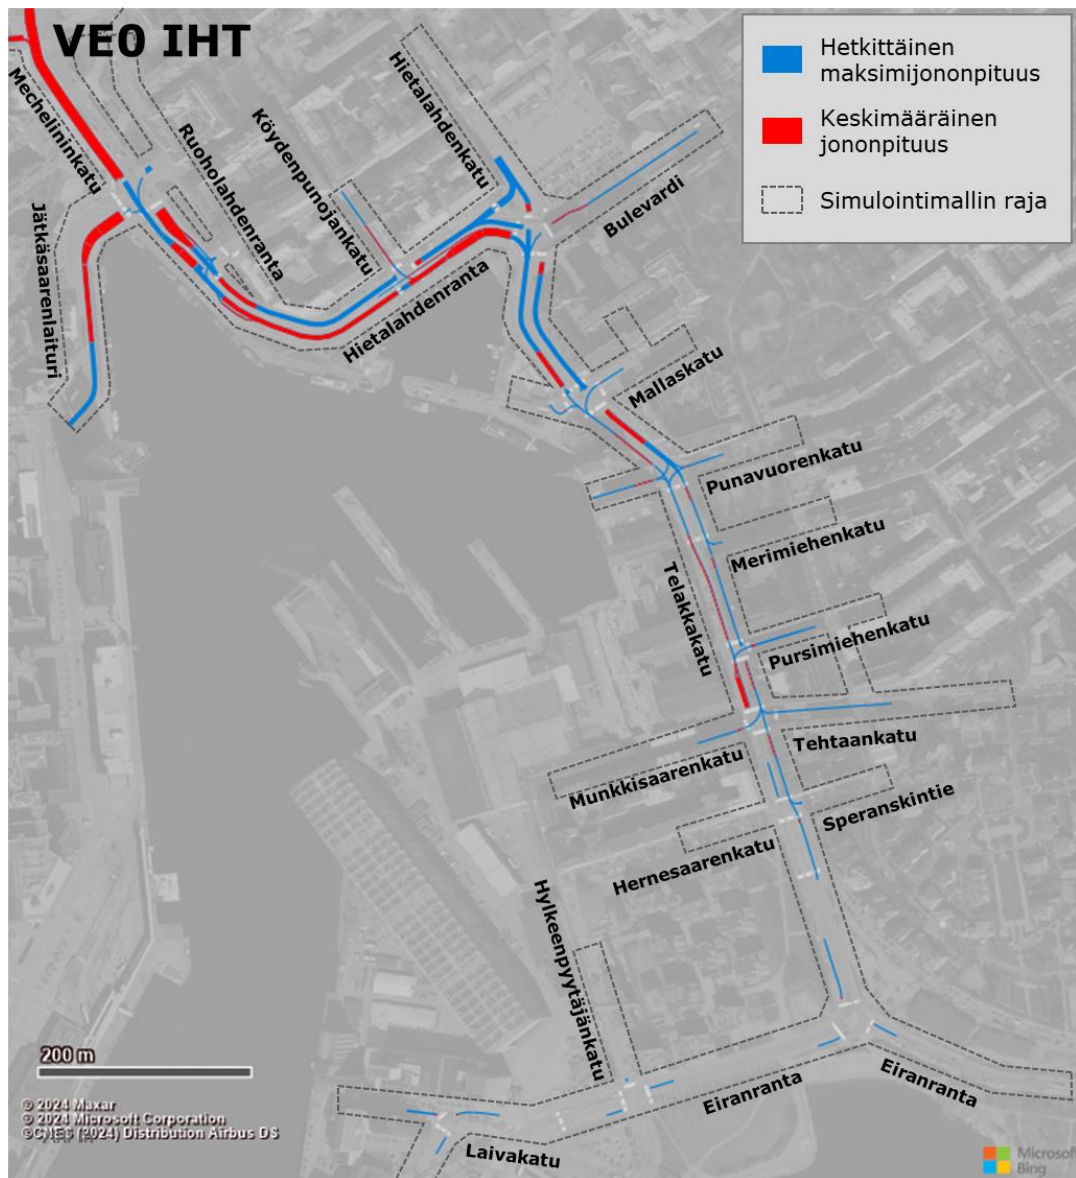 VE0 IHT
Hetkittäinen
maksimijononpituus
Keskimääräinen
jononpituus
Simulointimallin raja
Mechelininkatu
Ruoholahdenranta
Köydenpunojankatu
Hietalahdenkatu
Bulevardi
Jätkäsaarenlaituri
Hietalahdenranta
Mallaskatu
Punavuorenkatu
Merimiehenkatu
Telakkakatu
Pursimiehenkatu
Tehtaankatu
Munkkisaarenkatu
Speranskintie
Hernesaarenkatu
Hylkeenpyytäjänkatu
Eiranranta
Eiranranta
Laivakatu
200 m
© 2024 Maxar
© 2024 Microsoft Corporation
©CNES (2024) Distribution Airbus DS
Microsoft
Bing